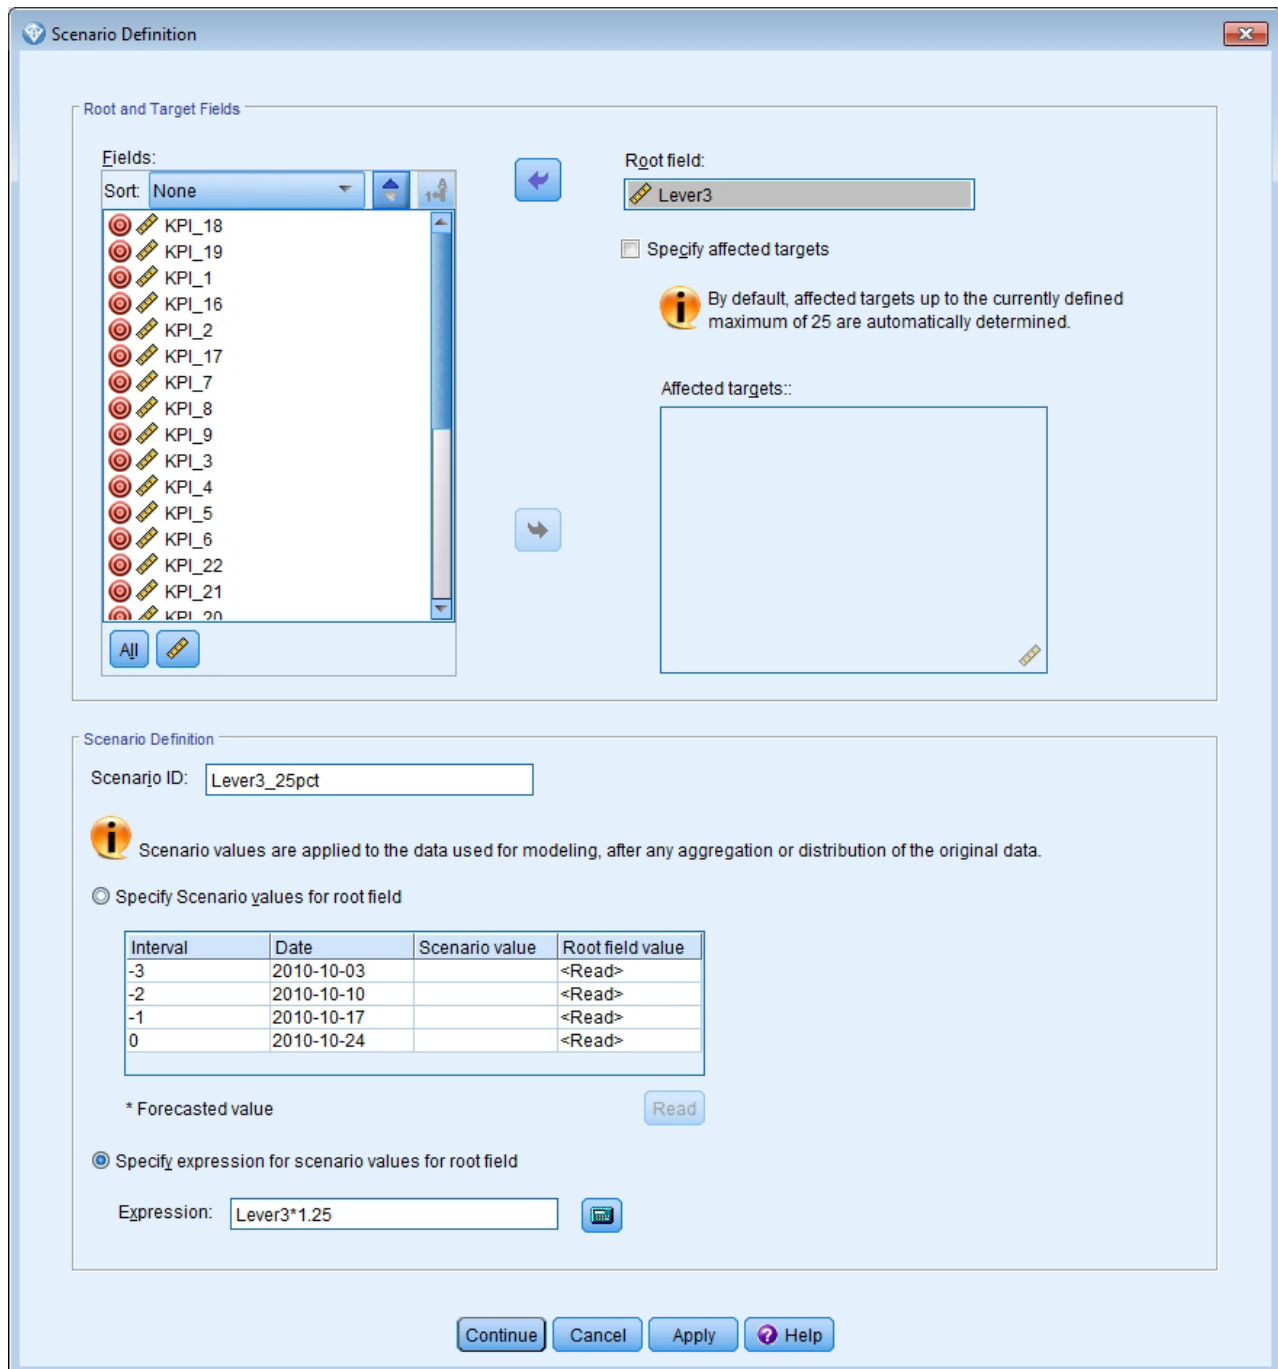 Scenario Definition
Root and Target Fields
Fields:
Sort: None
KPI_18
KPI_19
KPI_1
KPI_16
KPI_2
KPI_17
KPI_7
KPI_8
KPI_9
KPI_3
KPI_4
KPI_5
KPI_6
KPI_22
KPI_21
KPI_20
All
Root field:
Lever3
Specify affected targets
By default, affected targets up to the currently defined
maximum of 25 are automatically determined.
Affected targets::
Scenario Definition
Scenario ID: Lever3_25pct
Scenario values are applied to the data used for modeling, after any aggregation or distribution of the original data.
Specify Scenario values for root field
Interval Date Scenario value Root field value
-3 2010-10-03 <Read>
-2 2010-10-10 <Read>
-1 2010-10-17 <Read>
0 2010-10-24 <Read>
* Forecasted value Read
Specify expression for scenario values for root field
Expression: Lever3*1.25
Continue Cancel Apply Help